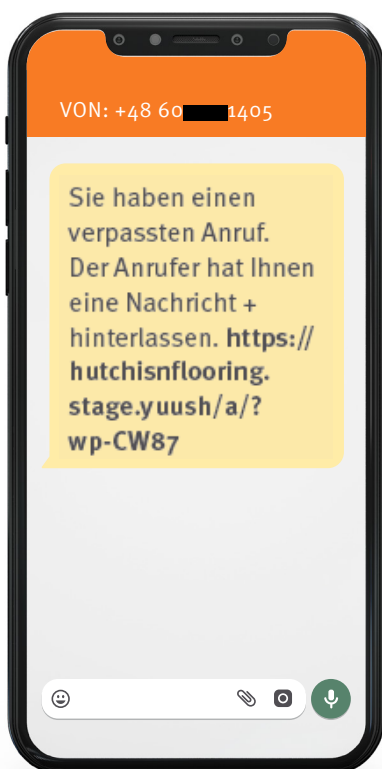 VON: +48 60 1405
Sie haben einen
verpassten Anruf.
Der Anrufer hat Ihnen
eine Nachricht +
hinterlassen. https://
hutchisnflooring.
stage.yuush/a/?
wp-CW87